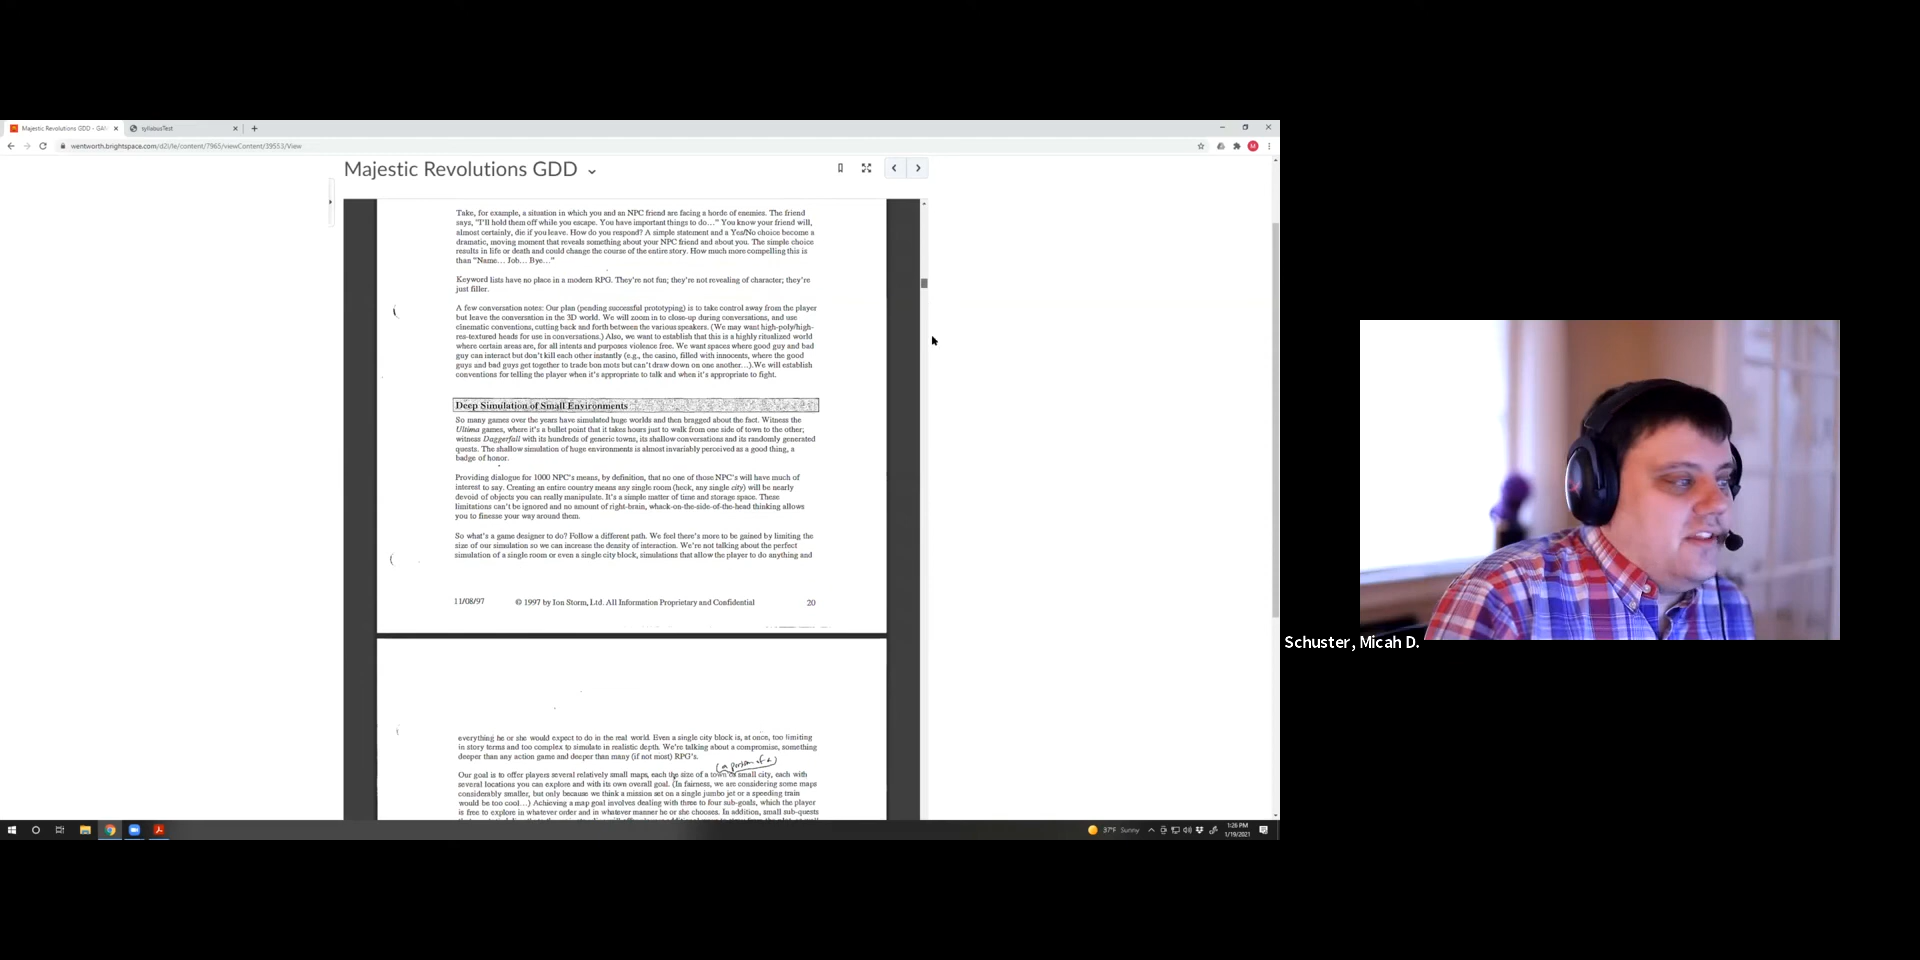 Majestic Revolutions GDD - GAM
syllabusTest
wentworth.brightspace.com/d2l/le/content/7965/viewContent/39553/View
Majestic Revolutions GDD
Take, for example, a situation in which you and an NPC friend are facing a horde of enemies. The friend
says, "I'll hold them off while you escape. You have important things to do…" You know your friend will,
almost certainly, die if you leave. How do you respond? A simple statement and a Yes/No choice become a
dramatic, moving moment that reveals something about your NPC friend and about you. The simple choice
results in life or death and could change the course of the entire story. How much more compelling this is
than "Name… Job… Bye…"
Keyword lists have no place in a modern RPG. They're not fun; they're not revealing of character; they're
just filler.
A few conversation notes: Our plan (pending successful prototyping) is to take control away from the player
but leave the conversation in the 3D world. We will zoom in to close-up during conversations, and use
cinematic conventions, cutting back and forth between the various speakers. (We may want high-poly/high-
res-textured heads for use in conversations.) Also, we want to establish that this is a highly ritualized world
where certain areas are, for all intents and purposes violence free. We want spaces where good guy and bad
guy can interact but don't kill each other instantly (e.g., the casino, filled with innocents, where the good
guys and bad guys get together to trade bon mots but can't draw down on one another…).We will establish
conventions for telling the player when it's appropriate to talk and when it's appropriate to fight.
Deep Simulation of Small Environments
So many games over the years have simulated huge worlds and then bragged about the fact. Witness the
Ultima games, where it's a bullet point that it takes hours just to walk from one side of town to the other;
witness Daggerfall with its hundreds of generic towns, its shallow conversations and its randomly generated
quests. The shallow simulation of huge environments is almost invariably perceived as a good thing, a
badge of honor.
Providing dialogue for 1000 NPC's means, by definition, that no one of those NPC's will have much of
interest to say. Creating an entire country means any single room (heck, any single city) will be nearly
devoid of objects you can really manipulate. It's a simple matter of time and storage space. These
limitations can't be ignored and no amount of right-brain, whack-on-the-side-of-the-head thinking allows
you to finesse your way around them.
So what's a game designer to do? Follow a different path. We feel there's more to be gained by limiting the
size of our simulation so we can increase the density of interaction. We're not talking about the perfect
simulation of a single room or even a single city block, simulations that allow the player to do anything and
11/08/97 © 1997 by Ion Storm, Ltd. All Information Proprietary and Confidential 20
everything he or she would expect to do in the real world. Even a single city block is, at once, too limiting
in story terms and too complex to simulate in realistic depth. We're talking about a compromise, something
deeper than any action game and deeper than many (if not most) RPG's.
Our goal is to offer players several relatively small maps, each the size of a town or small city, each with
several locations you can explore and with its own overall goal. (In fairness, we are considering some maps
considerably smaller, but only because we think a mission set on a single jumbo jet or a speeding train
would be too cool…) Achieving a map goal involves dealing with three to four sub-goals, which the player
is free to explore in whatever order and in whatever manner he or she chooses. In addition, small sub-quests
37°F Sunny
1:26 PM
1/19/2021
Schuster, Micah D.